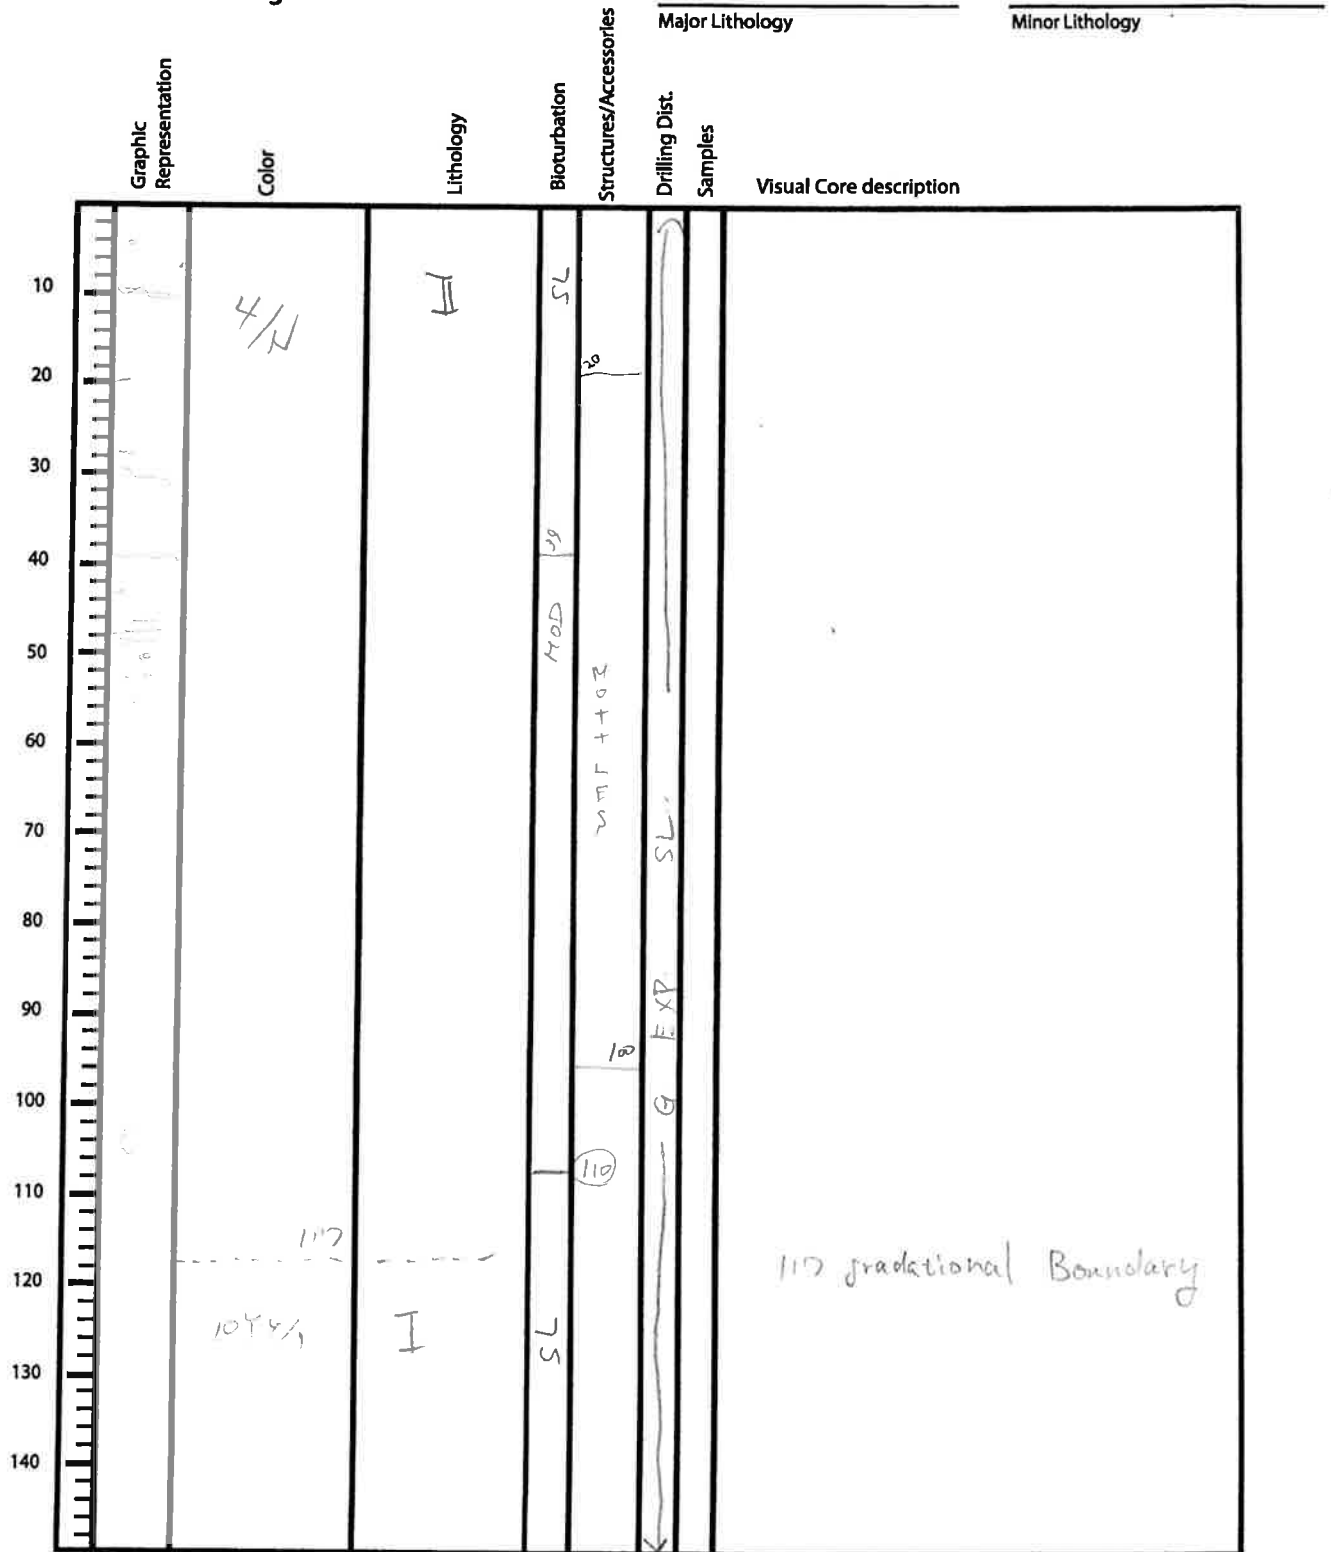 Major Lithology
Minor Lithology
Graphic
Representation
Color
Lithology
Bioturbation
Structures/Accessories
Drilling Dist.
Samples
Visual Core description
10
20
30
40
50
60
70
80
90
100
110
120
130
140
4/N
II
SL
20
39
MOD
MOTTLES
SL. EXP. G
100
110
117
117 gradational Boundary
10Y 4/1
I
SL